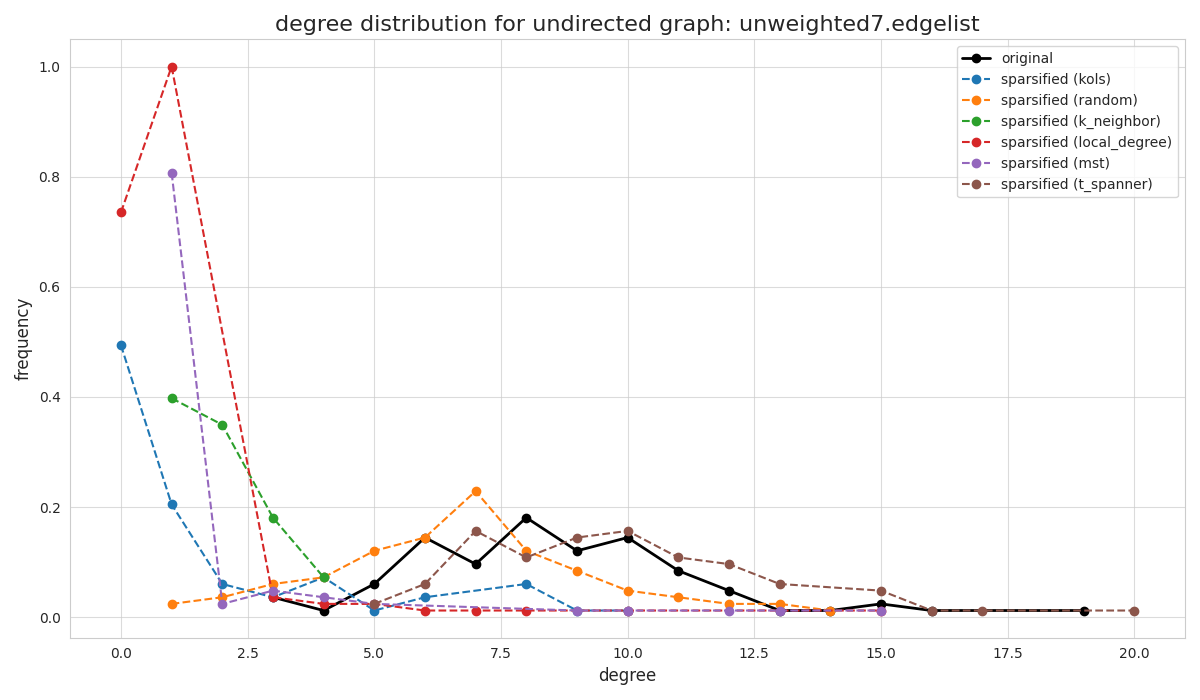 degree distribution for undirected graph: unweighted7.edgelist
original
sparsified (kols)
sparsified (random)
sparsified (k_neighbor)
sparsified (local_degree)
sparsified (mst)
sparsified (t_spanner)
frequency
1.0
0.8
0.6
0.4
0.2
0.0
0.0 2.5 5.0 7.5 10.0 12.5 15.0 17.5 20.0
degree